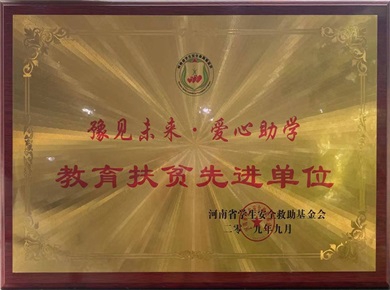 豫见未来·爱心助学
教育扶贫先进单位
河南省学生安全救助基金会
二零一九年九月